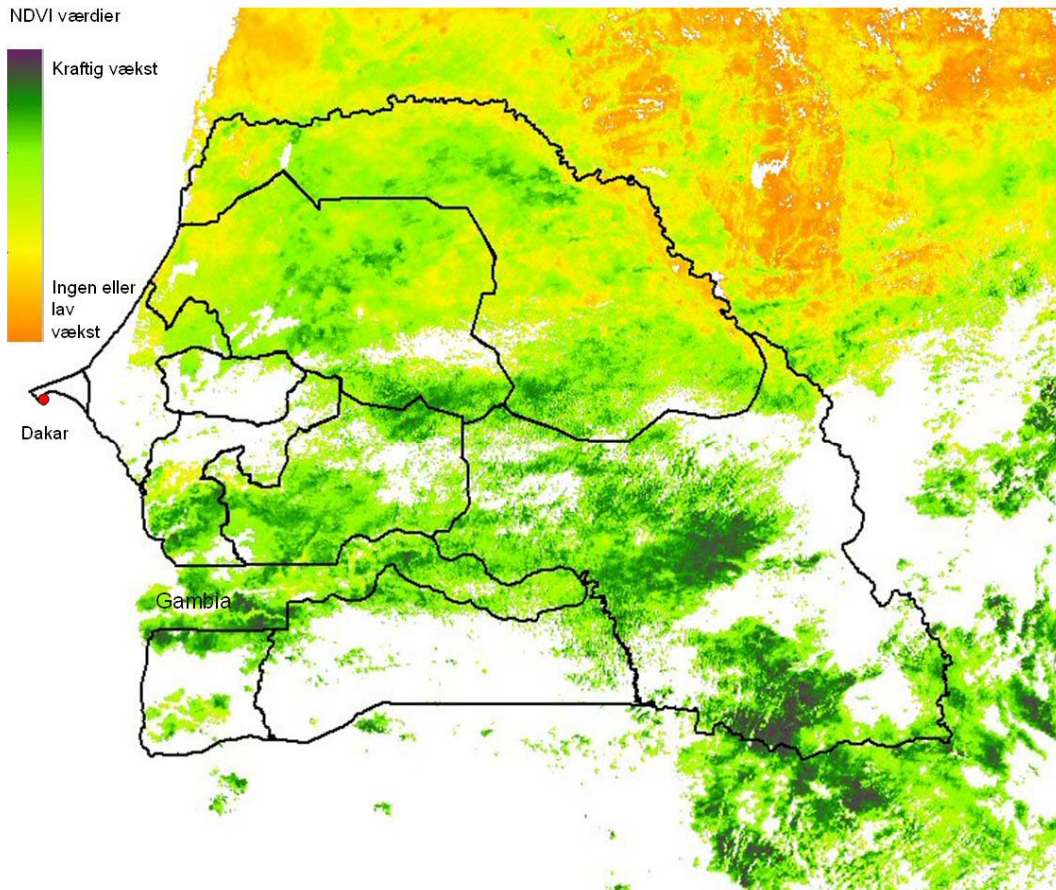 NDVI værdier
Kraftig vækst
Ingen eller
lav
vækst
Dakar
Gambia